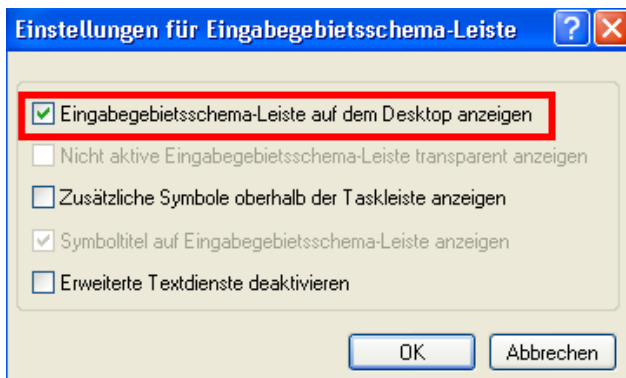 Einstellungen für Eingabegebietsschema-Leiste
Eingabegebietsschema-Leiste auf dem Desktop anzeigen
Nicht aktive Eingabegebietsschema-Leiste transparent anzeigen
Zusätzliche Symbole oberhalb der Taskleiste anzeigen
Symboltitel auf Eingabegebietsschema-Leiste anzeigen
Erweiterte Textdienste deaktivieren
OK Abbrechen